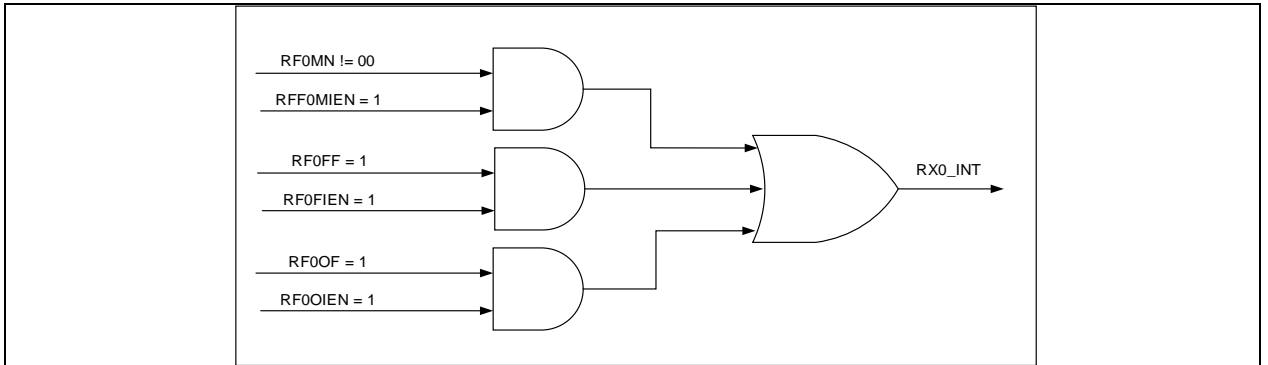 RF0MN != 00
RFF0MIEN = 1
RF0FF = 1
RF0FIEN = 1
RX0_INT
RF0OF = 1
RF0OIEN = 1